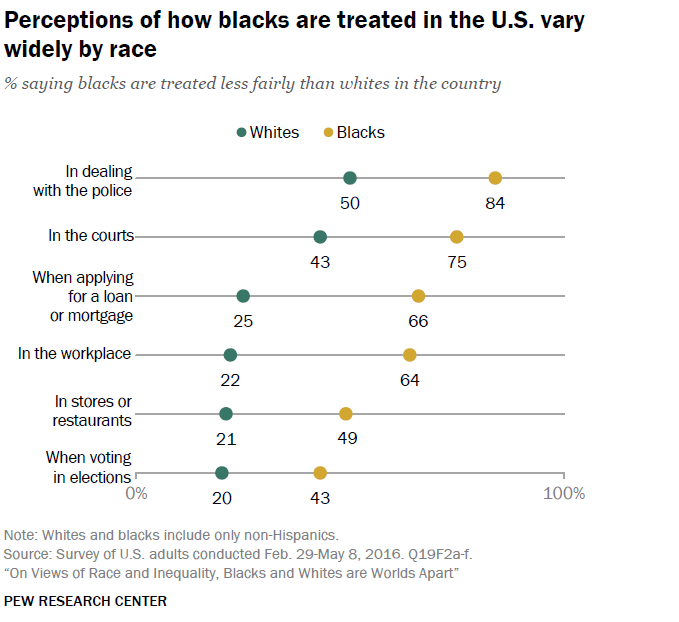 Perceptions of how blacks are treated in the U.S. vary
widely by race
% saying blacks are treated less fairly than whites in the country
Whites
Blacks
In dealing
with the police
50
84
In the courts
43
75
When applying
for a loan
or mortgage
25
66
In the workplace
22
64
In stores or
restaurants
21
49
When voting
in elections
0%
20
43
100%
Note: Whites and blacks include only non-Hispanics.
Source: Survey of U.S. adults conducted Feb. 29-May 8, 2016. Q19F2a-f.
“On Views of Race and Inequality, Blacks and Whites are Worlds Apart”
PEW RESEARCH CENTER